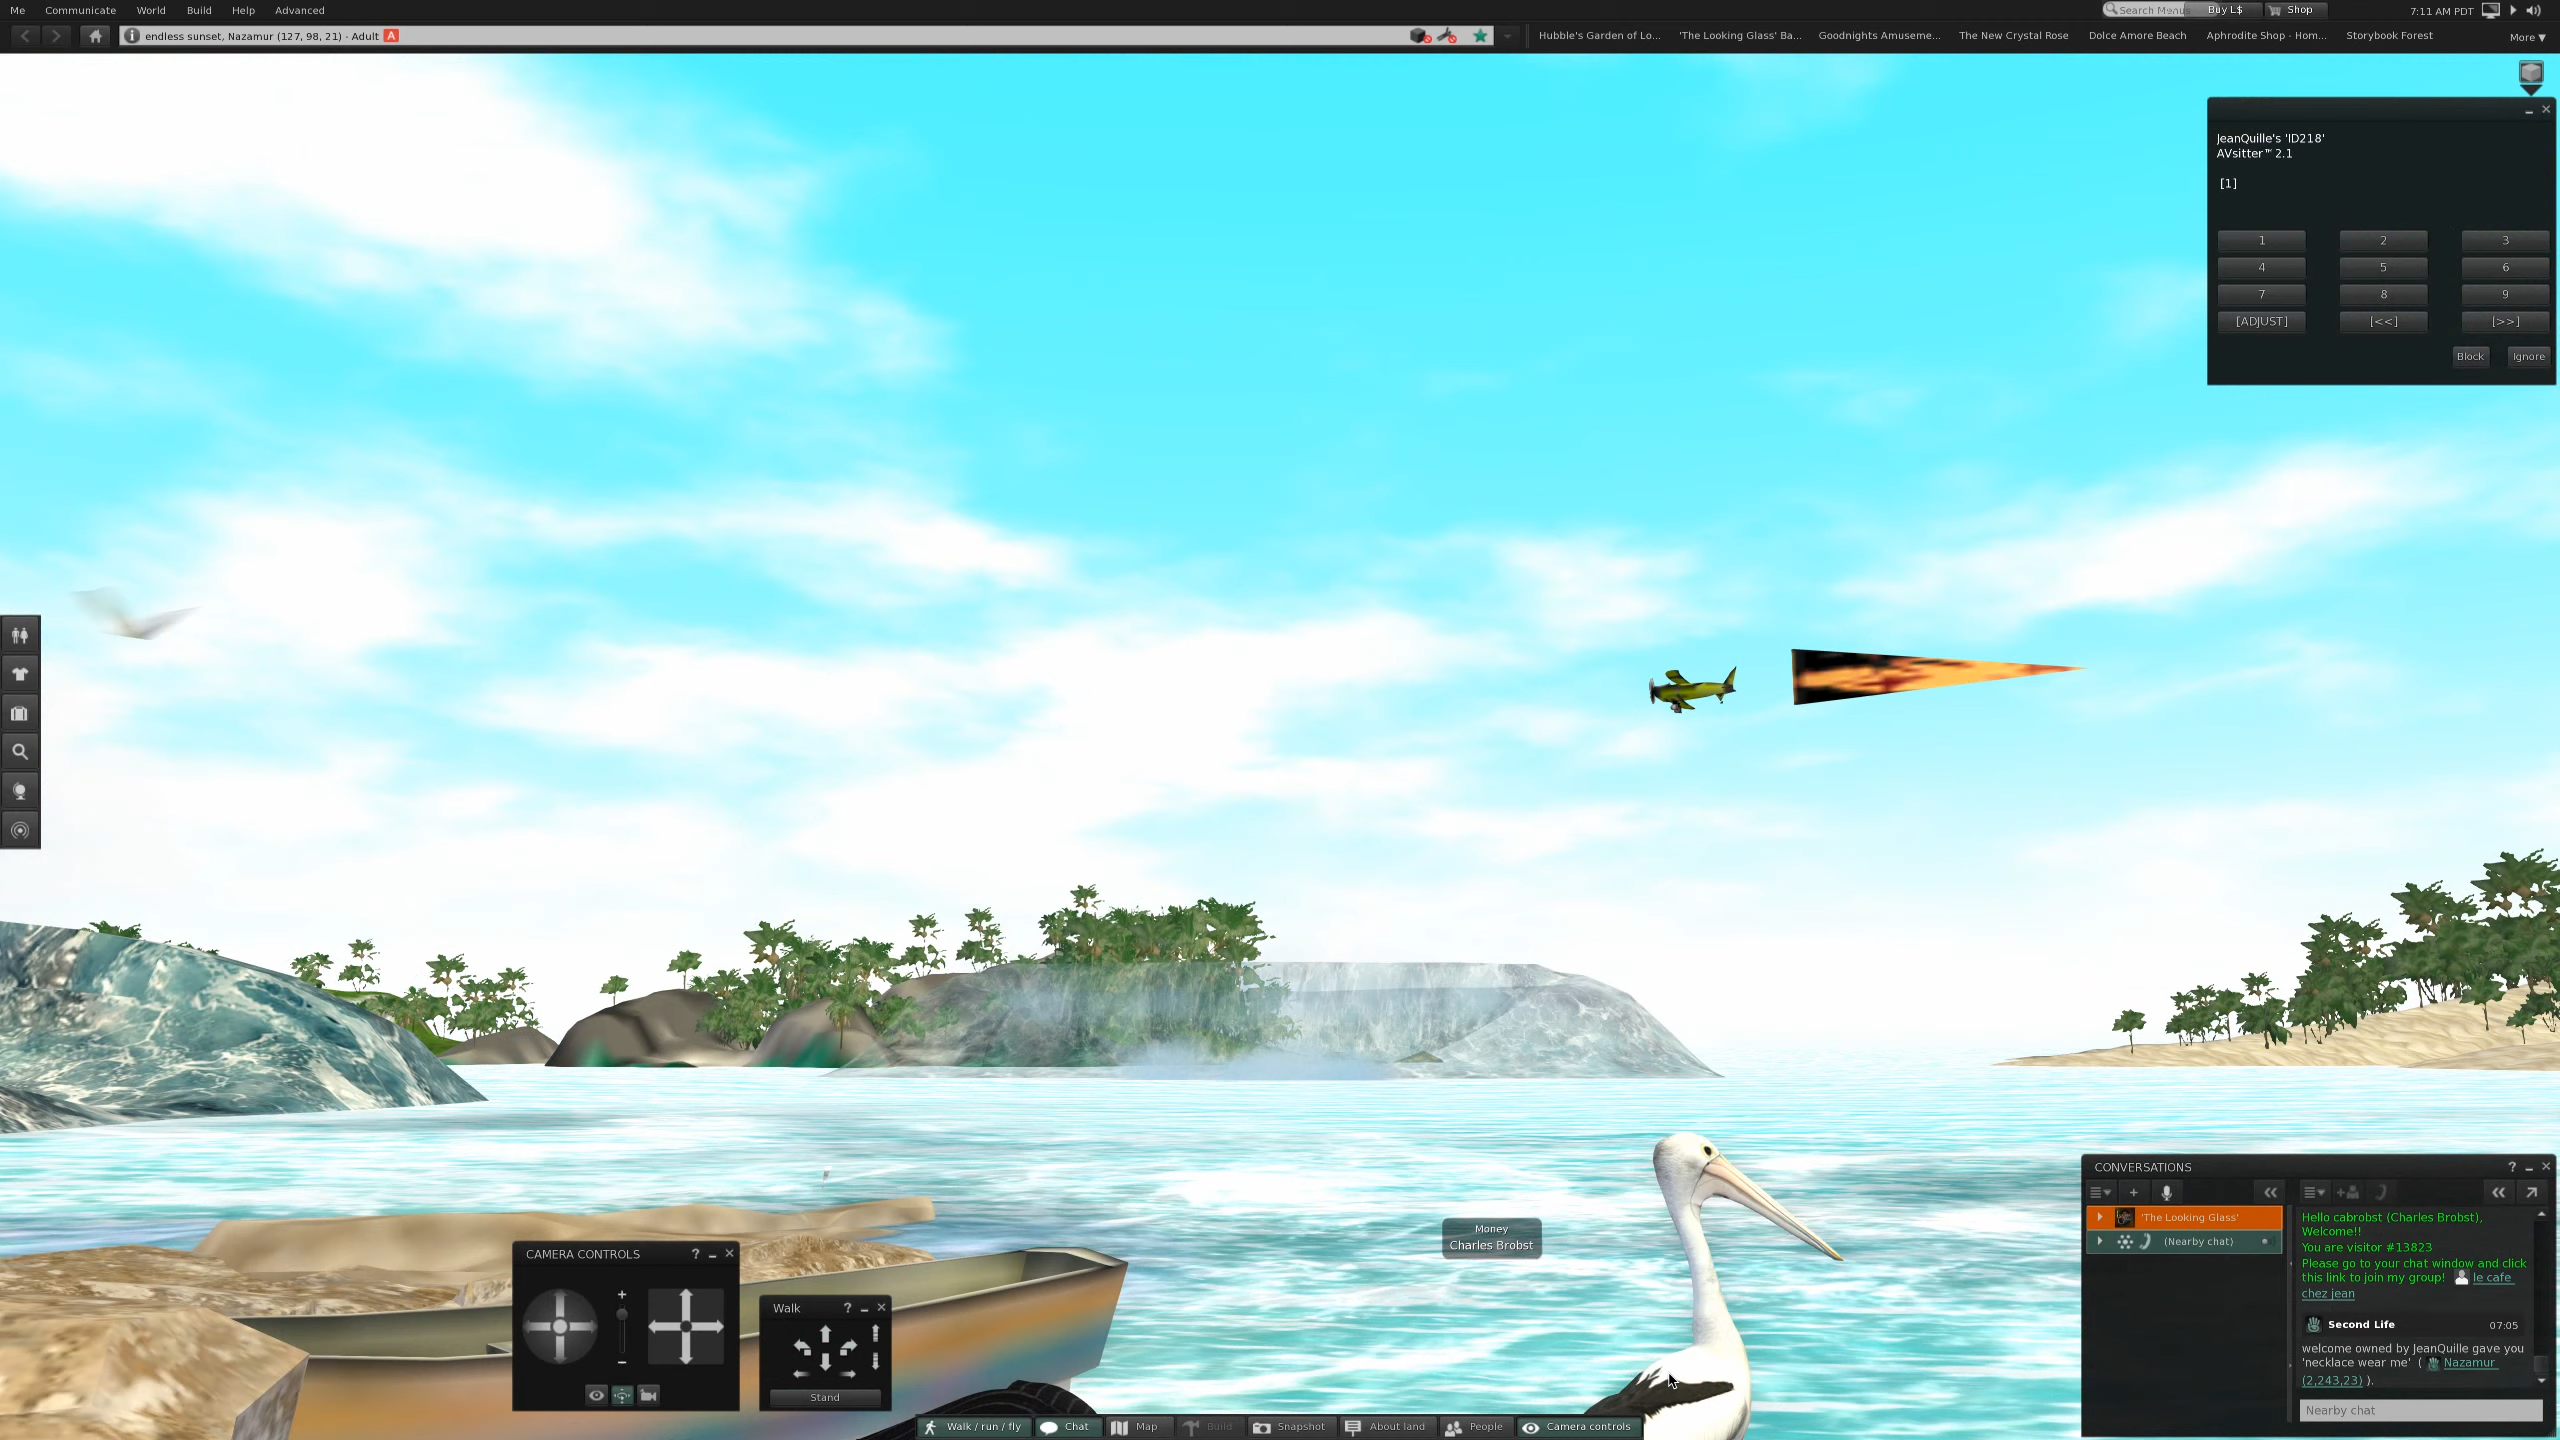 Me Communicate World Build Help Advanced
Search Menus Buy L$ Shop 7:11 AM PDT
endless sunset, Nazamur (127, 98, 21) - Adult A
Hubble's Garden of Lo... 'The Looking Glass' Ba... Goodnights Amuseme... The New Crystal Rose Dolce Amore Beach Aphrodite Shop - Hom... Storybook Forest More
JeanQuille's 'ID218'
AVsitter™ 2.1
[1]
1 2 3
4 5 6
7 8 9
[ADJUST] [<<] [>>]
Block Ignore
Money
Charles Brobst
CAMERA CONTROLS ?
+
−
Walk ?
Stand
CONVERSATIONS ?
'The Looking Glass'
(Nearby chat)
Hello cabrobst (Charles Brobst),
Welcome!!
You are visitor #13823
Please go to your chat window and click
this link to join my group! le cafe
chez jean
Second Life 07:05
welcome owned by JeanQuille gave you
'necklace wear me' ( Nazamur
(2,243,23) ).
Nearby chat
Walk / run / fly Chat Map Build Snapshot About land People Camera controls